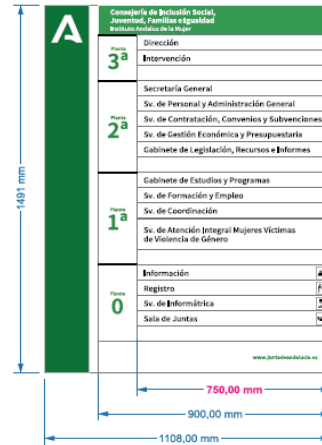 Consejería de Inclusión Social,
Juventud, Familias e Igualdad
Instituto Andaluz de la Mujer
Planta
3ª
Dirección
Intervención
Planta
2ª
Secretaría General
Sv. de Personal y Administración General
Sv. de Contratación, Convenios y Subvenciones
Sv. de Gestión Económica y Presupuestaria
Gabinete de Legislación, Recursos e Informes
Planta
1ª
Gabinete de Estudios y Programas
Sv. de Formación y Empleo
Sv. de Coordinación
Sv. de Atención Integral Mujeres Víctimas
de Violencia de Género
Planta
0
Información
Registro
Sv. de Informátrica
Sala de Juntas
www.juntadeandalucia.es
1491 mm
750,00 mm
900,00 mm
1108,00 mm